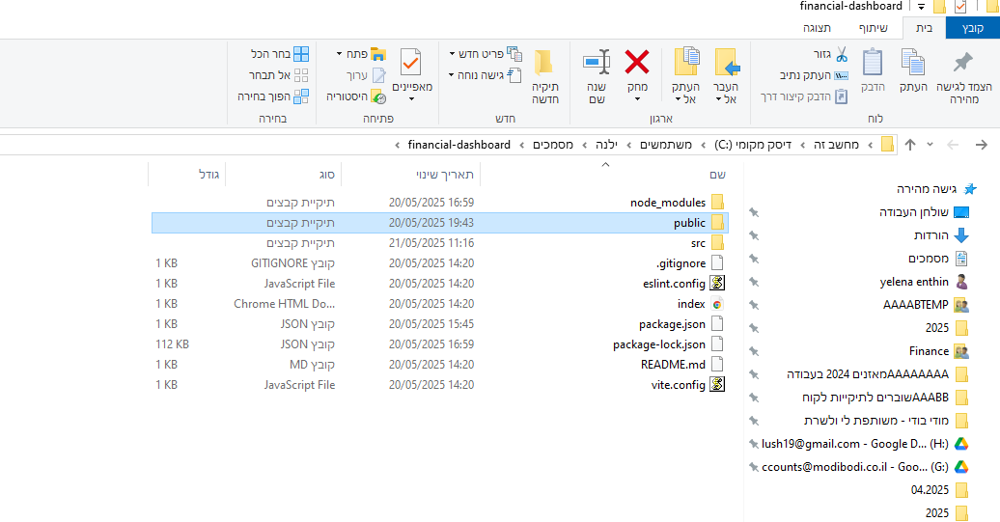 financial-dashboard
קובץ
בית
שיתוף
תצוגה
הצמד לגישה מהירה
העתק
הדבק
גזור
העתק נתיב
הדבק קיצור דרך
לוח
העבר אל
העתק אל
מחק
שנה שם
ארגון
תיקיה חדשה
פריט חדש
גישה נוחה
חדש
מאפיינים
פתח
ערוך
היסטוריה
פתיחה
בחר הכל
אל תבחר
הפוך בחירה
בחירה
מחשב זה › דיסק מקומי (C:) › משתמשים › ילנה › מסמכים › financial-dashboard
שם תאריך שינוי סוג גודל
node_modules 20/05/2025 16:59 תיקיית קבצים
public 20/05/2025 19:43 תיקיית קבצים
src 21/05/2025 11:16 תיקיית קבצים
.gitignore 20/05/2025 14:20 קובץ GITIGNORE 1 KB
eslint.config 20/05/2025 14:20 JavaScript File 1 KB
index 20/05/2025 14:20 Chrome HTML Do... 1 KB
package.json 20/05/2025 15:45 קובץ JSON 1 KB
package-lock.json 20/05/2025 16:59 קובץ JSON 112 KB
README.md 20/05/2025 14:20 קובץ MD 1 KB
vite.config 20/05/2025 14:20 JavaScript File 1 KB
גישה מהירה
שולחן העבודה
הורדות
מסמכים
yelena enthin
AAAABTEMP
2025
Finance
AAAAAAAAמאזנים 2024 בעבודה
AAABBשוברים לתיקייות לקוח
מודי בודי - משותפת לי ולשרת
lush19@gmail.com - Google D... (H:)
ccounts@modibodi.co.il - Goo... (G:)
04.2025
2025